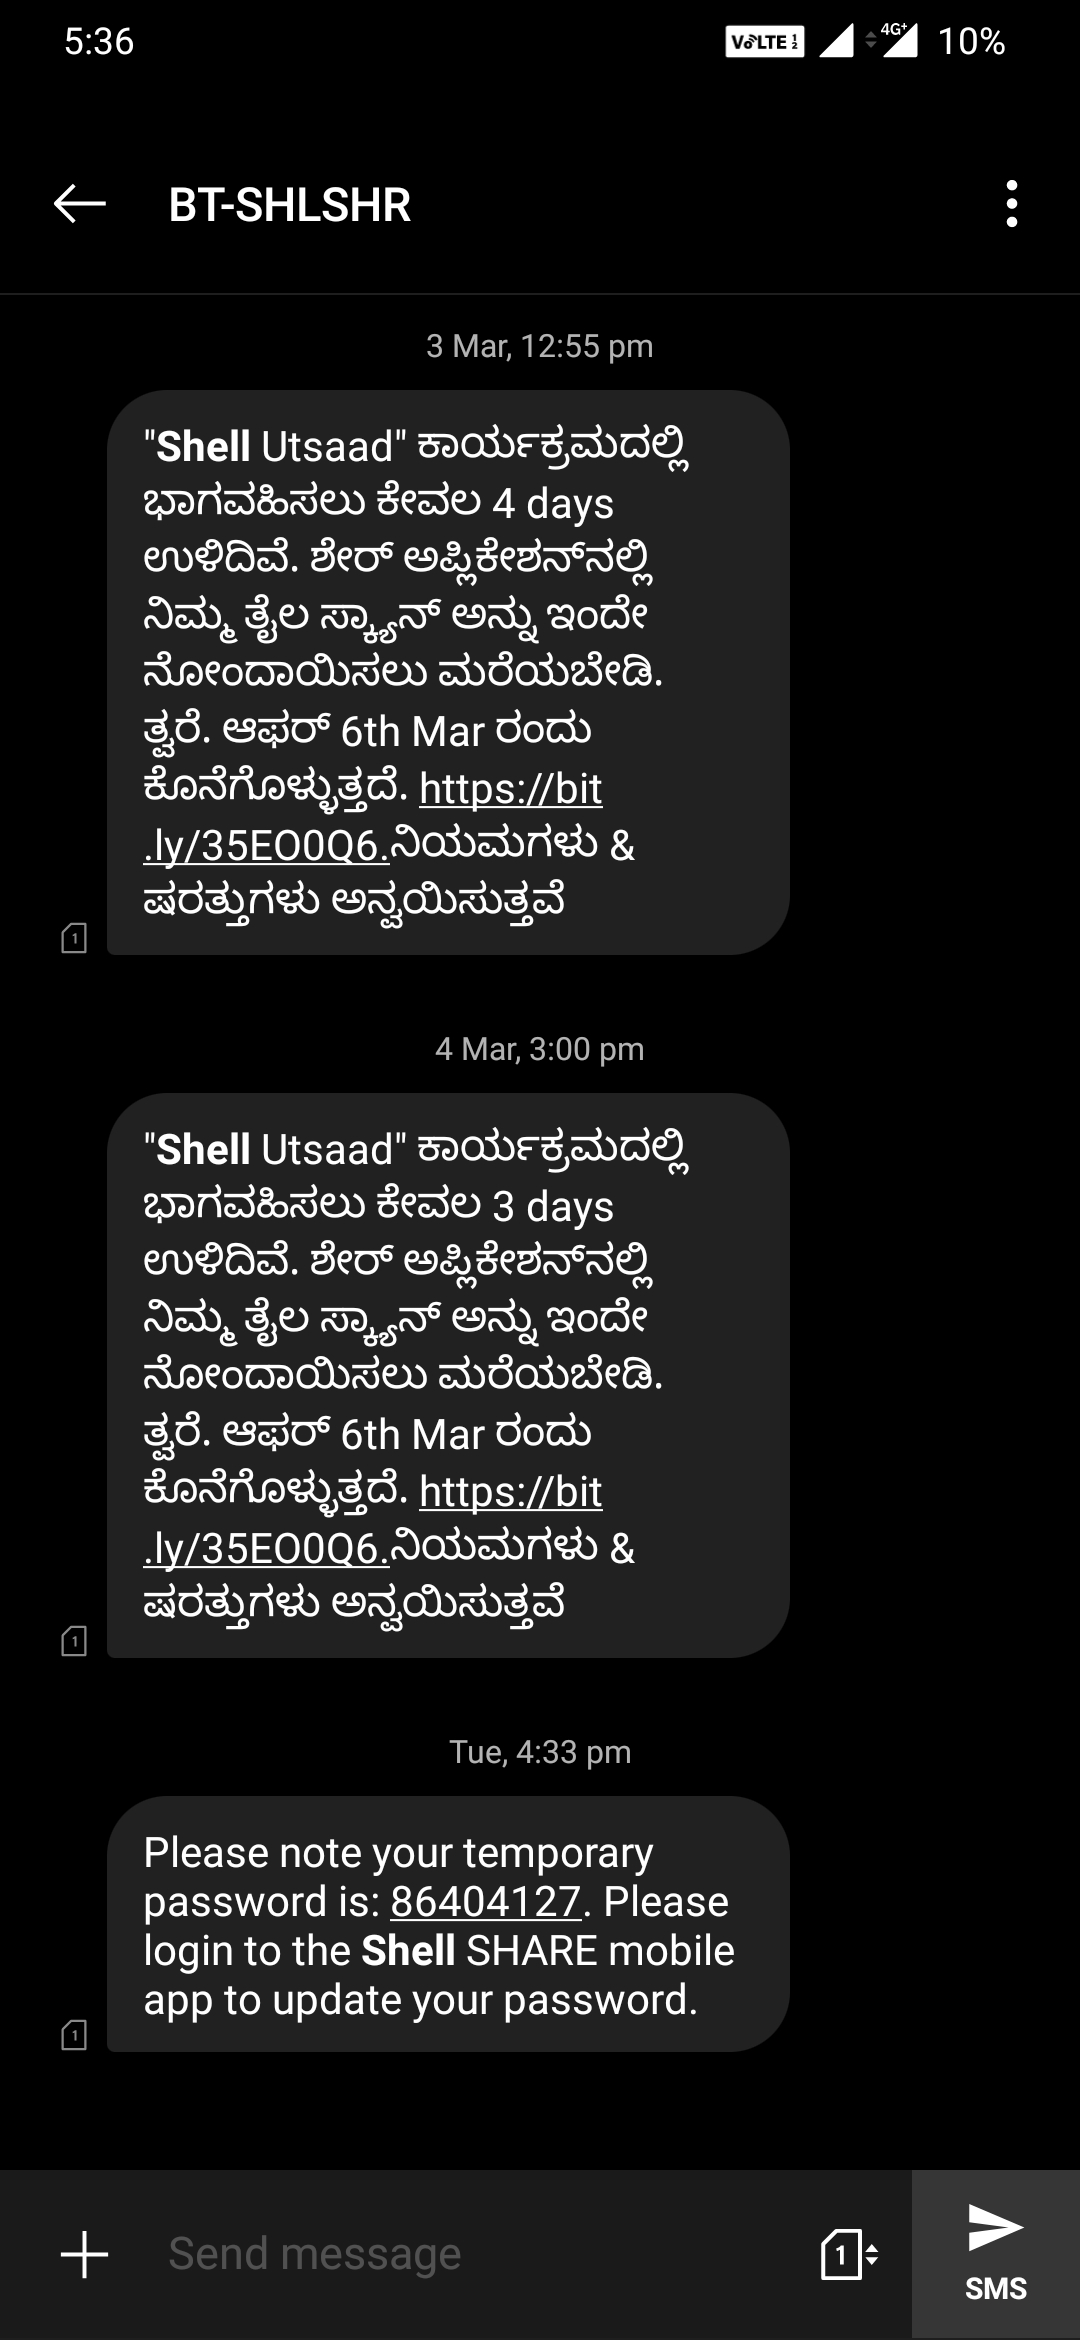 5:36
VoLTE 1 2
4G+
10%
BT-SHLSHR
3 Mar, 12:55 pm
"Shell Utsaad" ಕಾರ್ಯಕ್ರಮದಲ್ಲಿ
ಭಾಗವಹಿಸಲು ಕೇವಲ 4 days
ಉಳಿದಿವೆ. ಶೇರ್ ಅಪ್ಲಿಕೇಶನ್‌ನಲ್ಲಿ
ನಿಮ್ಮ ತೈಲ ಸ್ಕ್ಯಾನ್ ಅನ್ನು ಇಂದೇ
ನೋಂದಾಯಿಸಲು ಮರೆಯಬೇಡಿ.
ತ್ವರೆ. ಆಫರ್ 6th Mar ರಂದು
ಕೊನೆಗೊಳ್ಳುತ್ತದೆ. https://bit
.ly/35EO0Q6.ನಿಯಮಗಳು &
ಷರತ್ತುಗಳು ಅನ್ವಯಿಸುತ್ತವೆ
1
4 Mar, 3:00 pm
"Shell Utsaad" ಕಾರ್ಯಕ್ರಮದಲ್ಲಿ
ಭಾಗವಹಿಸಲು ಕೇವಲ 3 days
ಉಳಿದಿವೆ. ಶೇರ್ ಅಪ್ಲಿಕೇಶನ್‌ನಲ್ಲಿ
ನಿಮ್ಮ ತೈಲ ಸ್ಕ್ಯಾನ್ ಅನ್ನು ಇಂದೇ
ನೋಂದಾಯಿಸಲು ಮರೆಯಬೇಡಿ.
ತ್ವರೆ. ಆಫರ್ 6th Mar ರಂದು
ಕೊನೆಗೊಳ್ಳುತ್ತದೆ. https://bit
.ly/35EO0Q6.ನಿಯಮಗಳು &
ಷರತ್ತುಗಳು ಅನ್ವಯಿಸುತ್ತವೆ
1
Tue, 4:33 pm
Please note your temporary
password is: 86404127. Please
login to the Shell SHARE mobile
app to update your password.
1
Send message
1
SMS